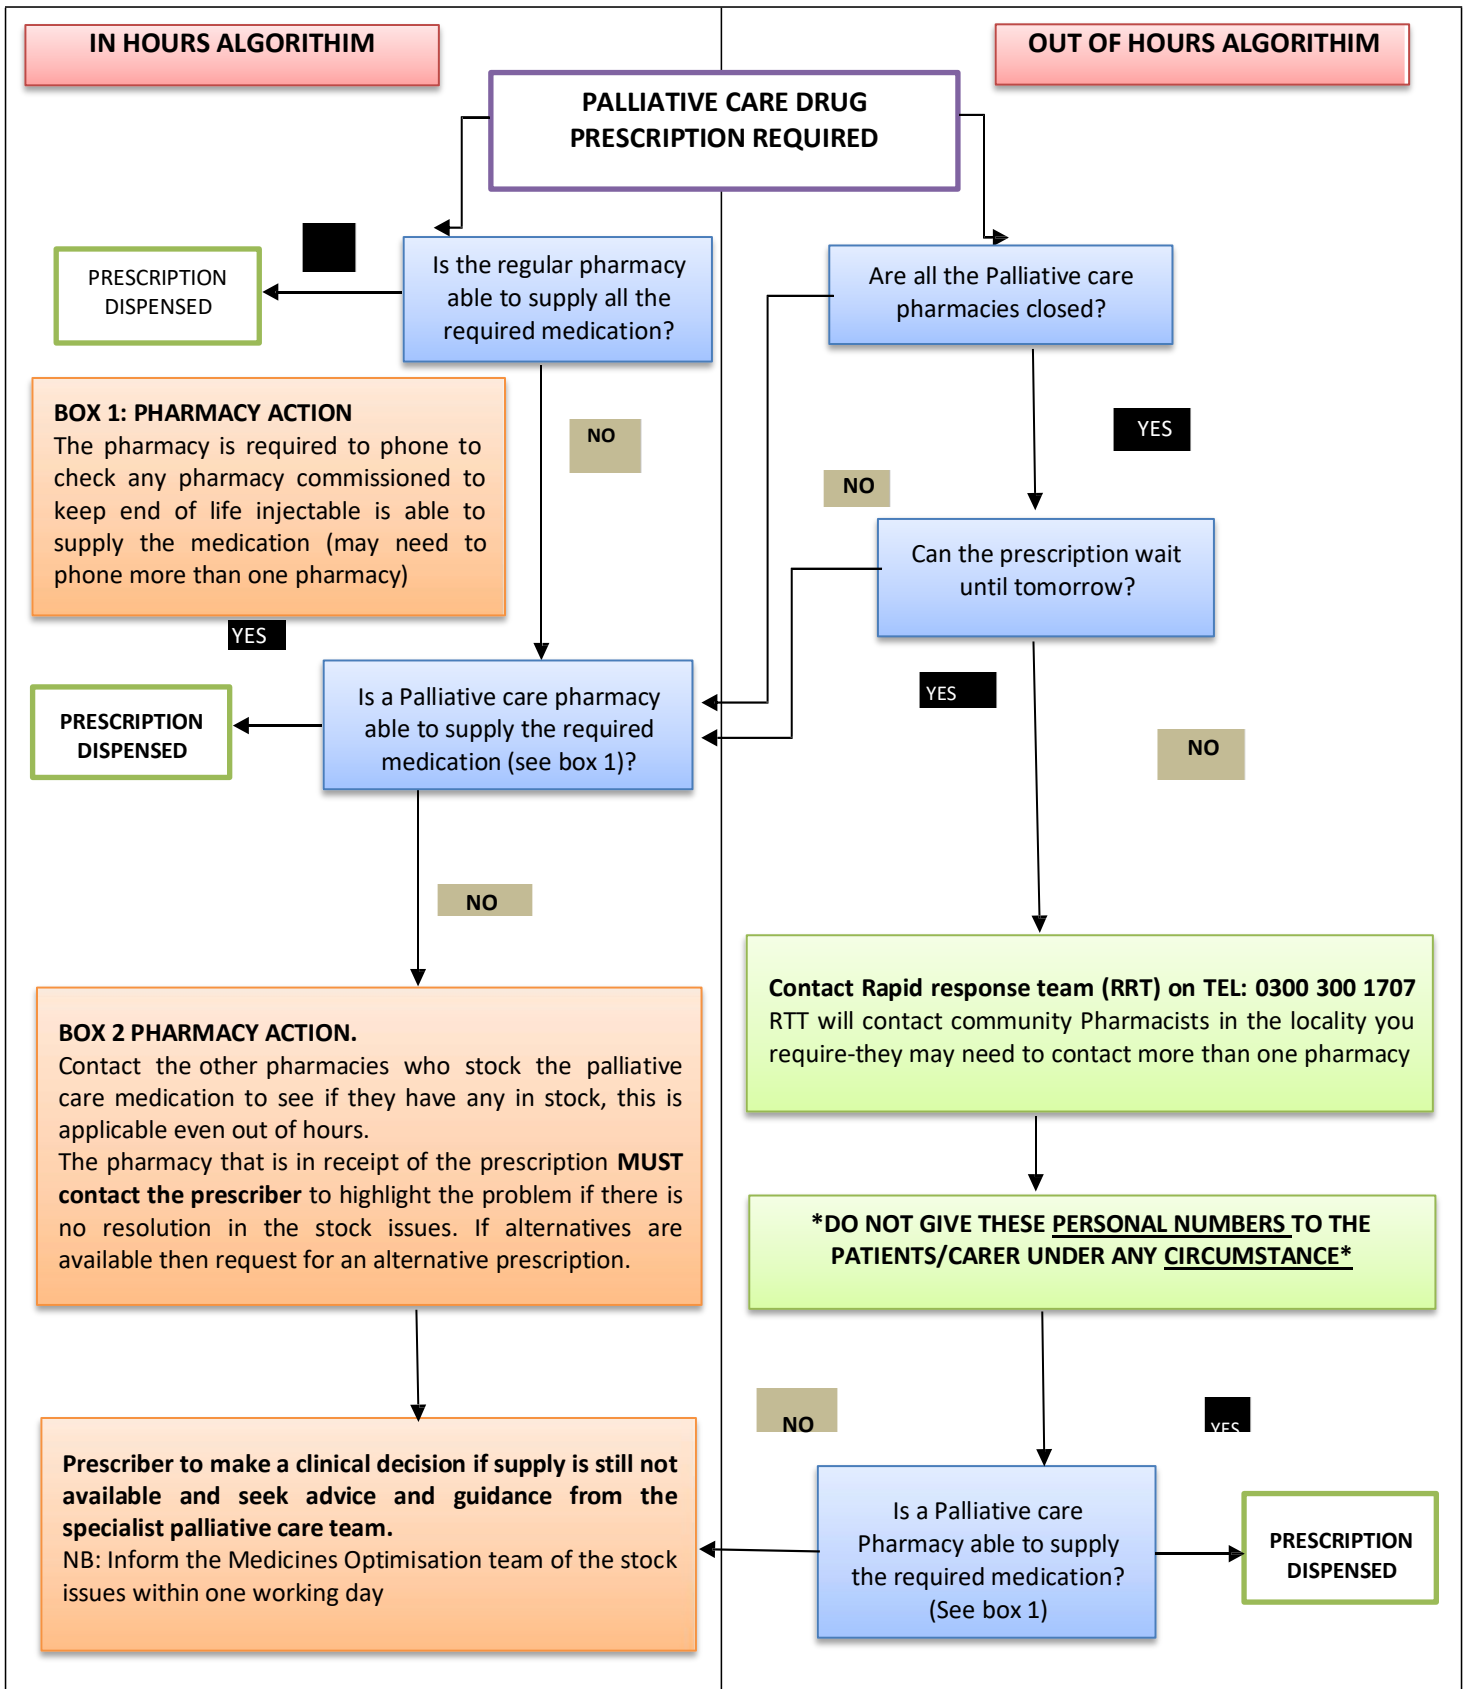 IN HOURS ALGORITHIM
OUT OF HOURS ALGORITHIM
PALLIATIVE CARE DRUG
PRESCRIPTION REQUIRED
PRESCRIPTION
DISPENSED
Is the regular pharmacy
able to supply all the
required medication?
Are all the Palliative care
pharmacies closed?
BOX 1: PHARMACY ACTION
The pharmacy is required to phone to
check any pharmacy commissioned to
keep end of life injectable is able to
supply the medication (may need to
phone more than one pharmacy)
NO
YES
NO
Can the prescription wait
until tomorrow?
YES
Is a Palliative care pharmacy
able to supply the required
medication (see box 1)?
PRESCRIPTION
DISPENSED
YES
NO
NO
Contact Rapid response team (RRT) on TEL: 0300 300 1707
RTT will contact community Pharmacists in the locality you
require-they may need to contact more than one pharmacy
BOX 2 PHARMACY ACTION.
Contact the other pharmacies who stock the palliative
care medication to see if they have any in stock, this is
applicable even out of hours.
The pharmacy that is in receipt of the prescription MUST
contact the prescriber to highlight the problem if there is
no resolution in the stock issues. If alternatives are
available then request for an alternative prescription.
*DO NOT GIVE THESE PERSONAL NUMBERS TO THE
PATIENTS/CARER UNDER ANY CIRCUMSTANCE*
NO
YES
Prescriber to make a clinical decision if supply is still not
available and seek advice and guidance from the
specialist palliative care team.
NB: Inform the Medicines Optimisation team of the stock
issues within one working day
Is a Palliative care
Pharmacy able to supply
the required medication?
(See box 1)
PRESCRIPTION
DISPENSED